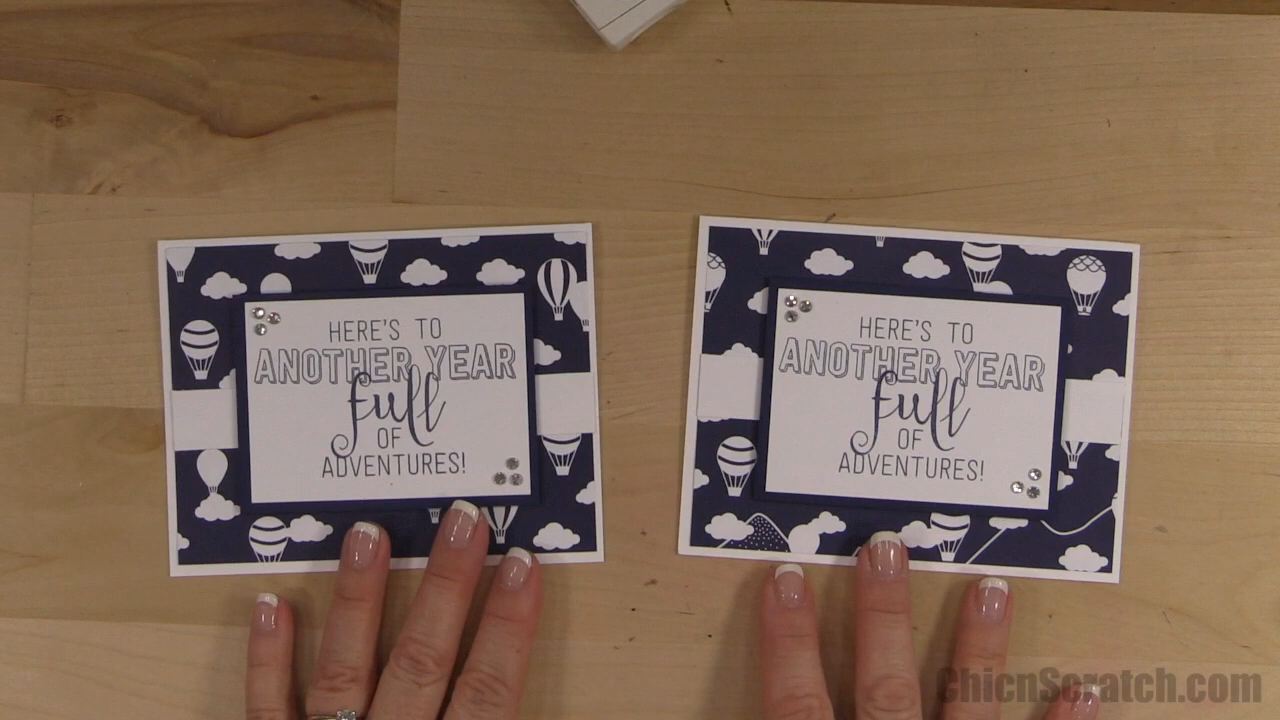 HERE'S TO
ANOTHER YEAR
full
OF
ADVENTURES!
HERE'S TO
ANOTHER YEAR
full
OF
ADVENTURES!
ChicnScratch.com